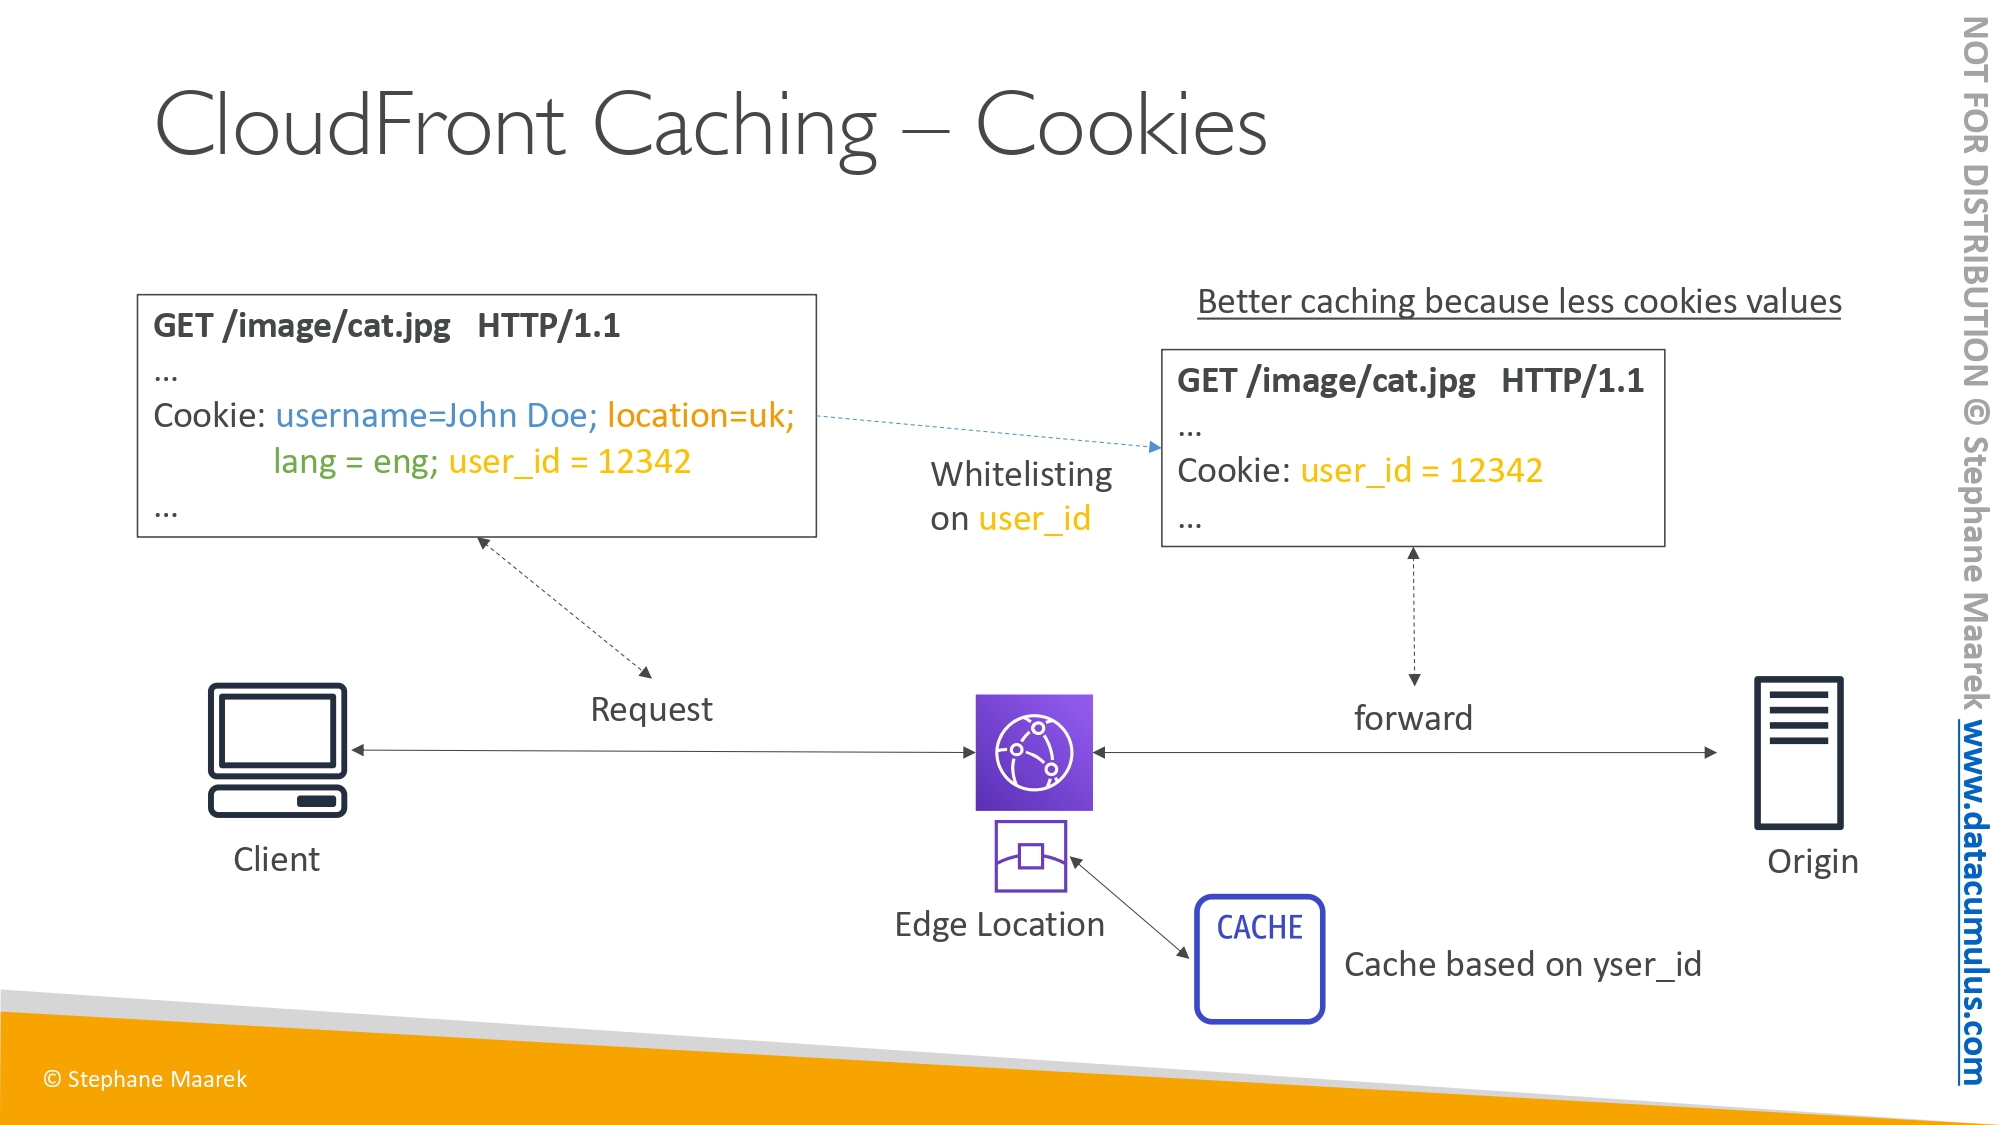 CloudFront Caching – Cookies
GET /image/cat.jpg HTTP/1.1
...
Cookie: username=John Doe; location=uk;
lang = eng; user_id = 12342
...
Whitelisting
on user_id
Better caching because less cookies values
GET /image/cat.jpg HTTP/1.1
...
Cookie: user_id = 12342
...
Request
forward
Client
Edge Location
Origin
CACHE
Cache based on yser_id
© Stephane Maarek
NOT FOR DISTRIBUTION © Stephane Maarek www.datacumulus.com